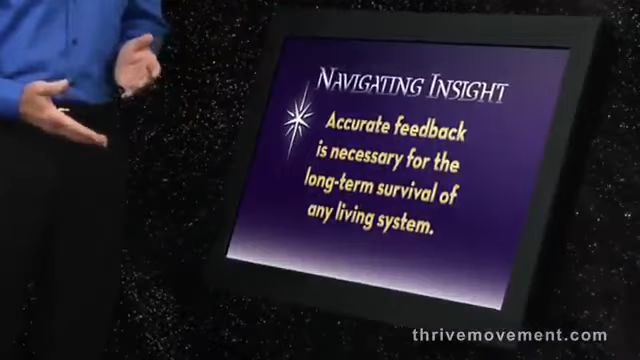 NAVIGATING INSIGHT
Accurate feedback
is necessary for the
long-term survival of
any living system.
thrivemovement.com